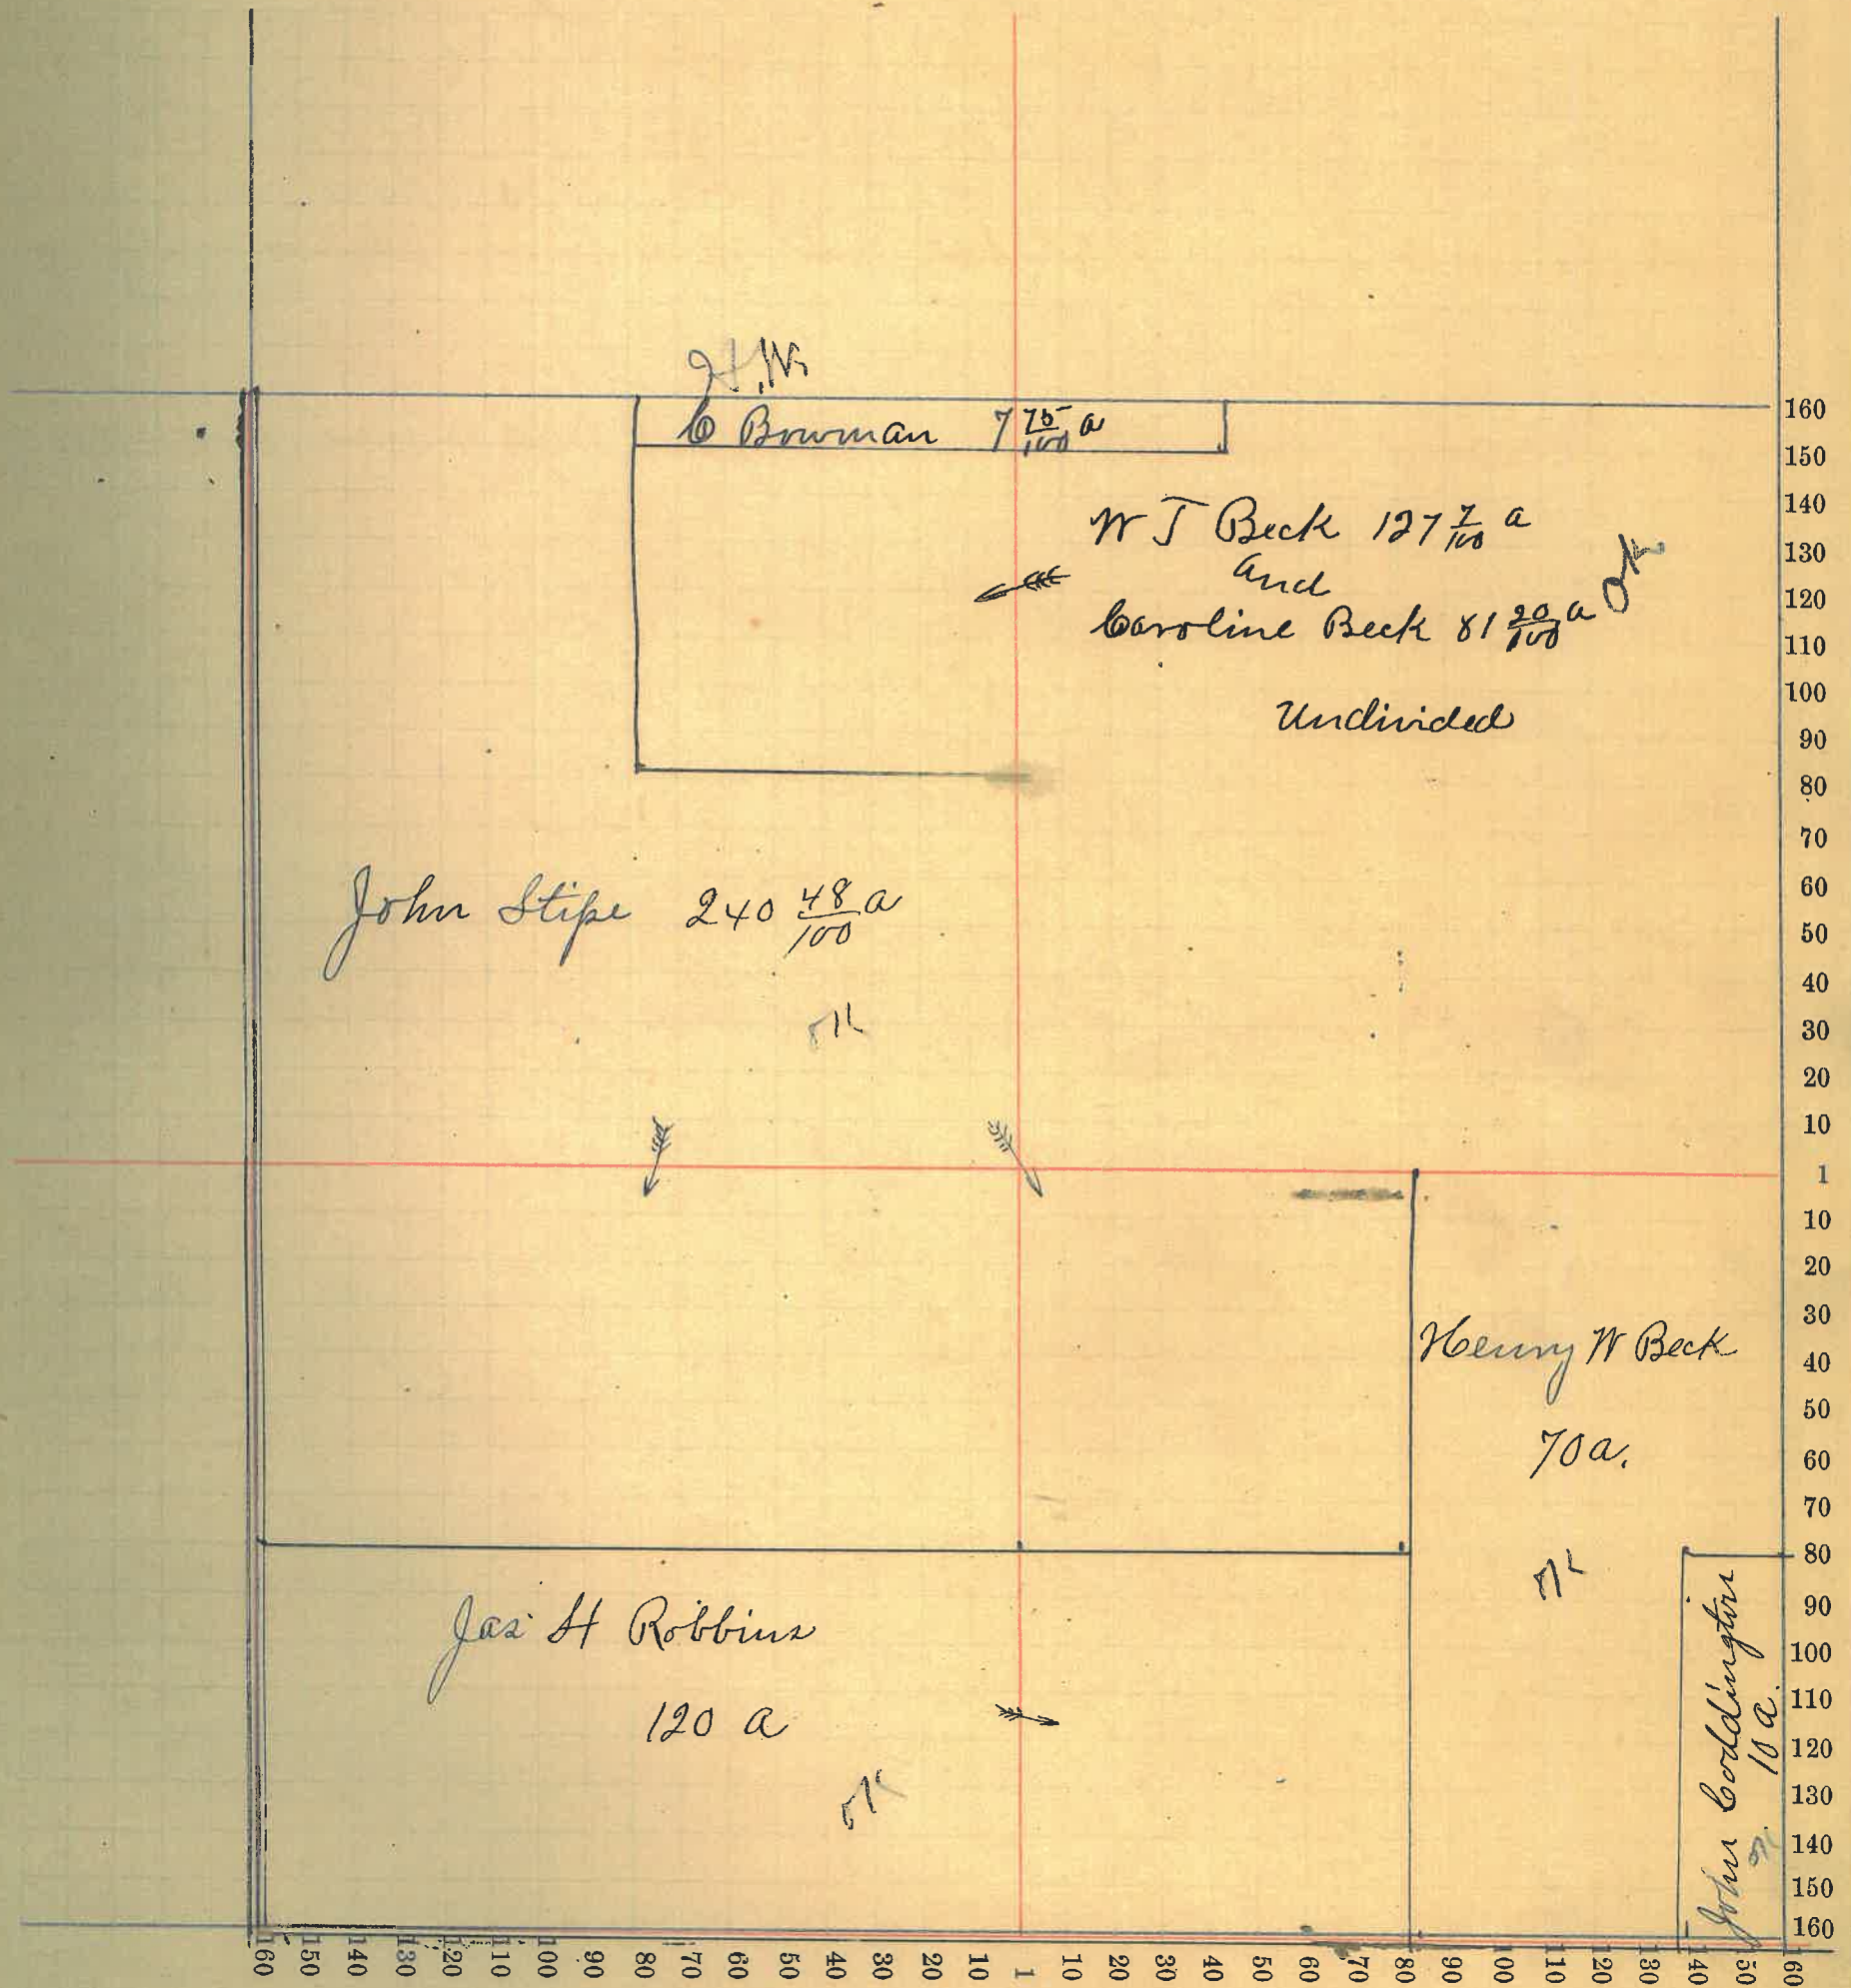 H.W.
C Bowman 7 75/100 a
W J Beck 127 7/100 a
and
Caroline Beck 81 20/100 a
OK
Undivided
John Stipe 240 48/100 a
OK
Henry W Beck
70 a.
OK
Jas H Robbins
120 a
OK
John Coddington
10 a.
OK
160
150
140
130
120
110
100
90
80
70
60
50
40
30
20
10
1
10
20
30
40
50
60
70
80
90
100
110
120
130
140
150
160
160 150 140 130 120 110 100 90 80 70 60 50 40 30 20 10 1 10 20 30 40 50 60 70 80 90 100 110 120 130 140 150 160